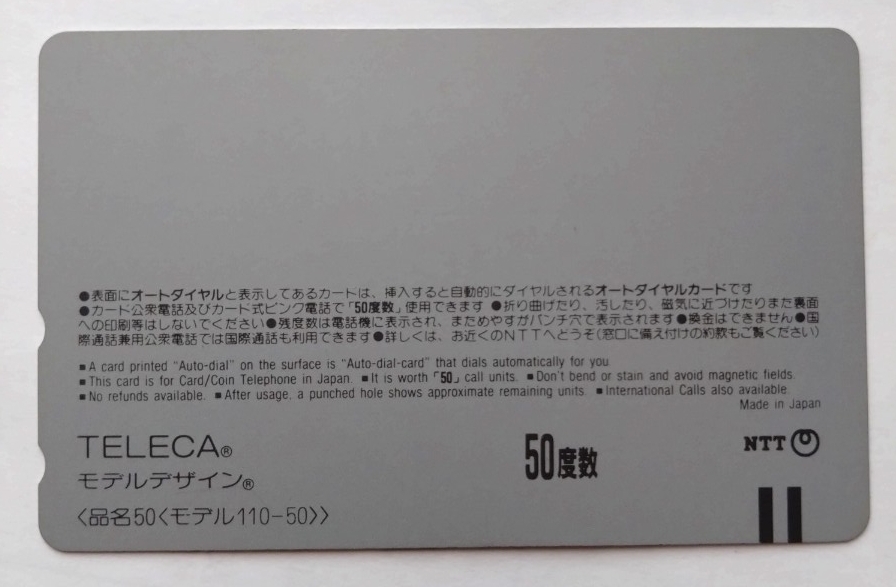 ●表面にオートダイヤルと表示してあるカードは、挿入すると自動的にダイヤルされるオートダイヤルカードです
●カード公衆電話及びカード式ピンク電話で「50度数」使用できます ●折り曲げたり、汚したり、磁気に近づけたりまた裏面
への印刷等はしないでください●残度数は電話機に表示され、まためやすがパンチ穴で表示されます●換金はできません●国
際通話兼用公衆電話では国際通話も利用できます●詳しくは、お近くのNTTへどうぞ(窓口に備え付けの約款もご覧ください)
■A card printed “Auto-dial” on the surface is “Auto-dial-card” that dials automatically for you.
■This card is for Card/Coin Telephone in Japan. ■It is worth「50」call units. ■Don't bend or stain and avoid magnetic fields.
■No refunds available. ■After usage, a punched hole shows approximate remaining units. ■International Calls also available.
Made in Japan
TELECA®
50度数
NTT
モデルデザイン®
〈品名50〈モデル110-50〉〉